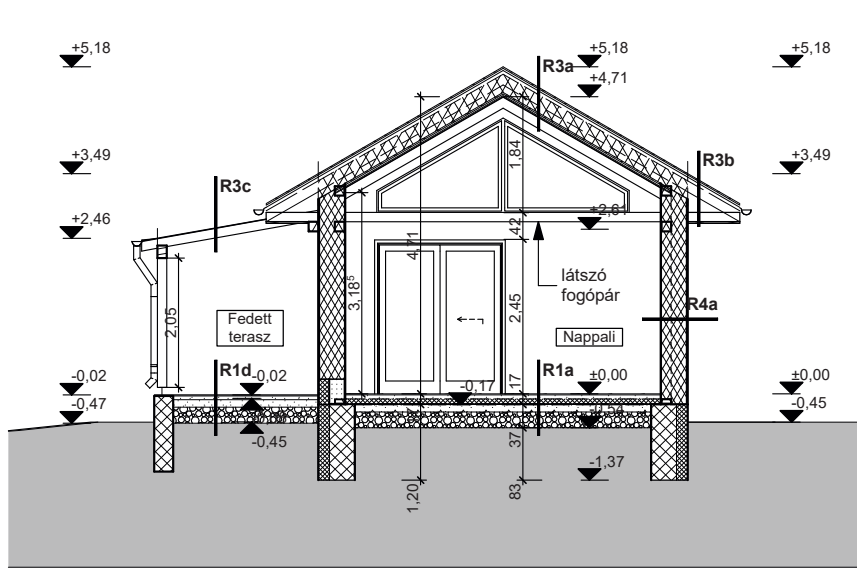 +5,18
+5,18
+5,18
R3a
+4,71
+3,49
R3c
1,84
R3b
+3,49
+2,46
+2,61
42
4,71
3,18⁵
látszó
fogópár
2,05
2,45
R4a
Fedett
terasz
Nappali
-0,02
R1d
-0,02
-0,17
R1a
17
±0,00
±0,00
-0,47
-0,54
-0,45
-0,45
37
-1,37
1,20
83